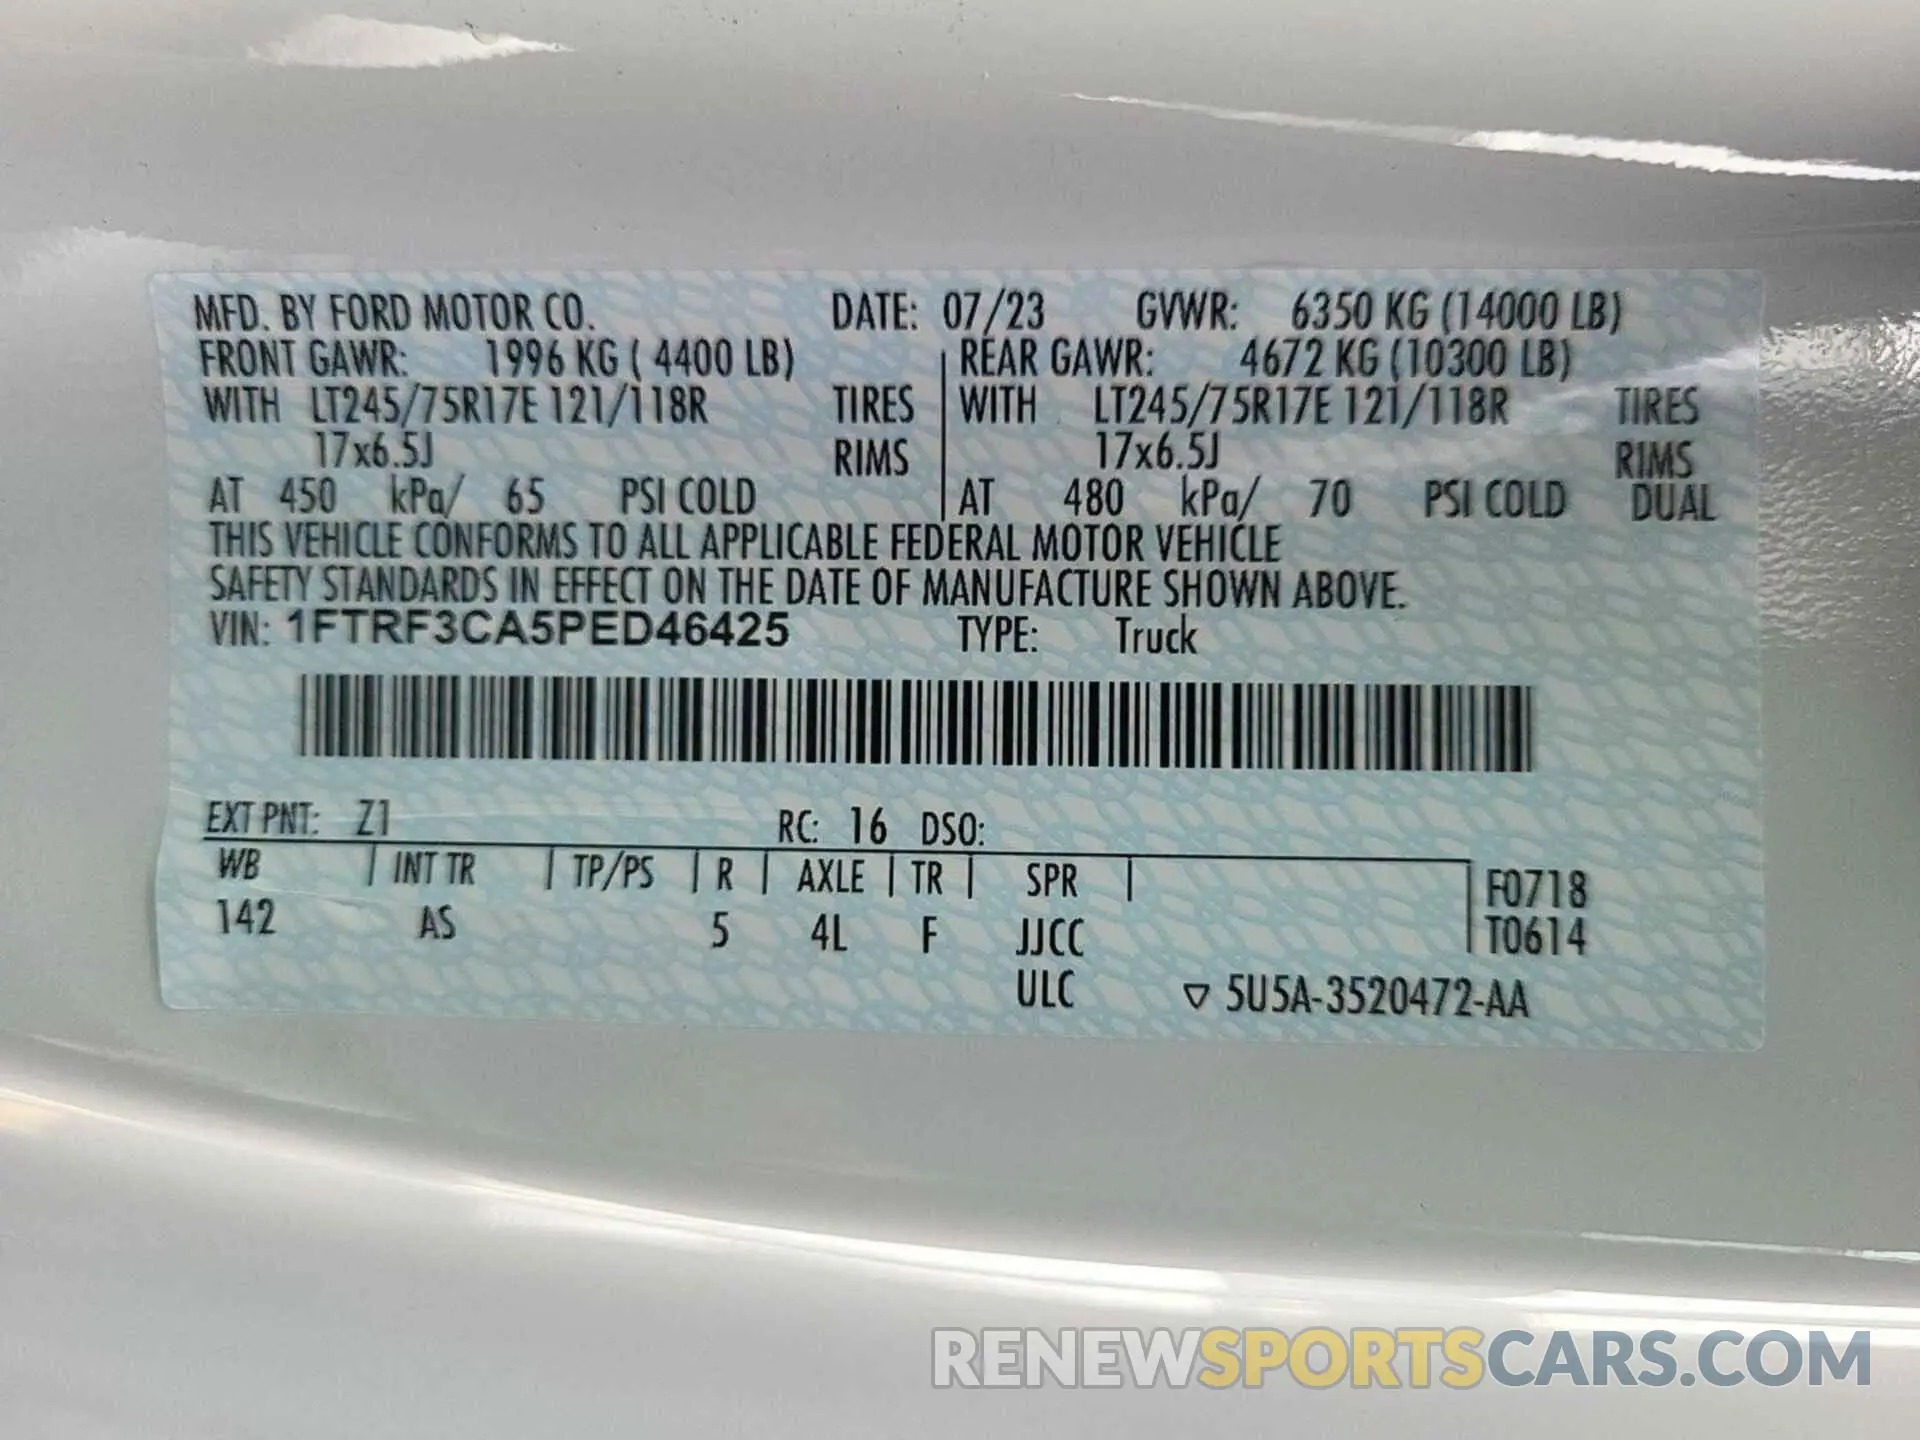 MFD. BY FORD MOTOR CO. DATE: 07/23 GVWR: 6350 KG (14000 LB)
FRONT GAWR: 1996 KG ( 4400 LB) REAR GAWR: 4672 KG (10300 LB)
WITH LT245/75R17E 121/118R TIRES WITH LT245/75R17E 121/118R TIRES
17x6.5J RIMS 17x6.5J RIMS
AT 450 kPa/ 65 PSI COLD AT 480 kPa/ 70 PSI COLD DUAL
THIS VEHICLE CONFORMS TO ALL APPLICABLE FEDERAL MOTOR VEHICLE
SAFETY STANDARDS IN EFFECT ON THE DATE OF MANUFACTURE SHOWN ABOVE.
VIN: 1FTRF3CA5PED46425 TYPE: Truck
EXT PNT: Z1 RC: 16 DSO:
WB INT TR TP/PS R AXLE TR SPR F0718
142 AS 5 4L F JJCC T0614
ULC ▽ 5U5A-3520472-AA
RENEWSPORTSCARS.COM